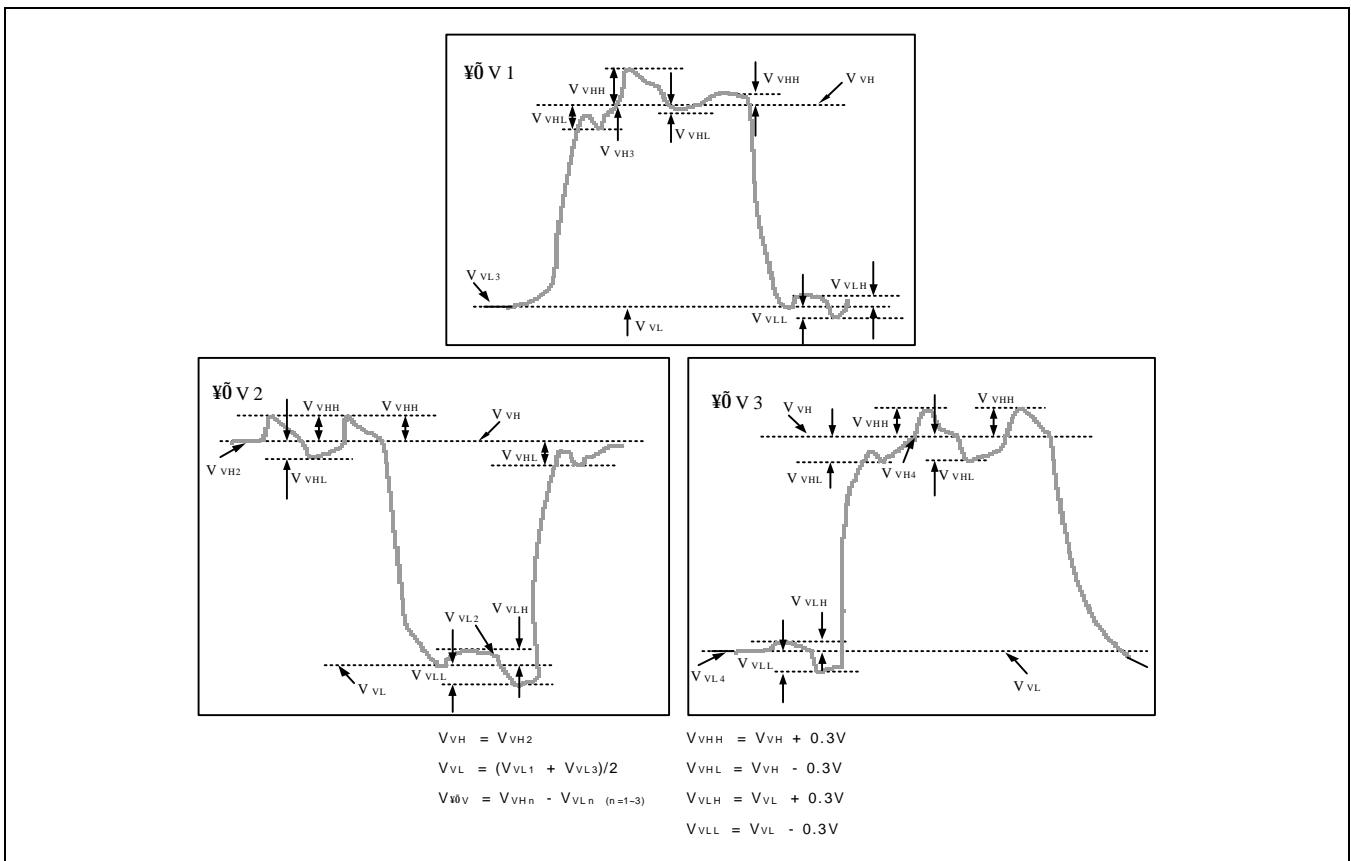 ¥Õ V 1
V VHH
V VH
V VHH
V VHL
V VHL
V VH3
V VL3
V VLH
V VLL
V VL
¥Õ V 2
V VHH
V VHH
V VH
V VH2
V VHL
V VHL
V VLH
V VL2
V VLL
V VL
¥Õ V 3
V VH
V VHH
V VHH
V VHL
V VH4
V VHL
V VLH
V VLL
V VL4
V VL
VVH = VVH2
VVL = (VVL1 + VVL3)/2
V¥ÕV = VVHn - VVLn (n=1~3)
VVHH = VVH + 0.3V
VVHL = VVH - 0.3V
VVLH = VVL + 0.3V
VVLL = VVL - 0.3V